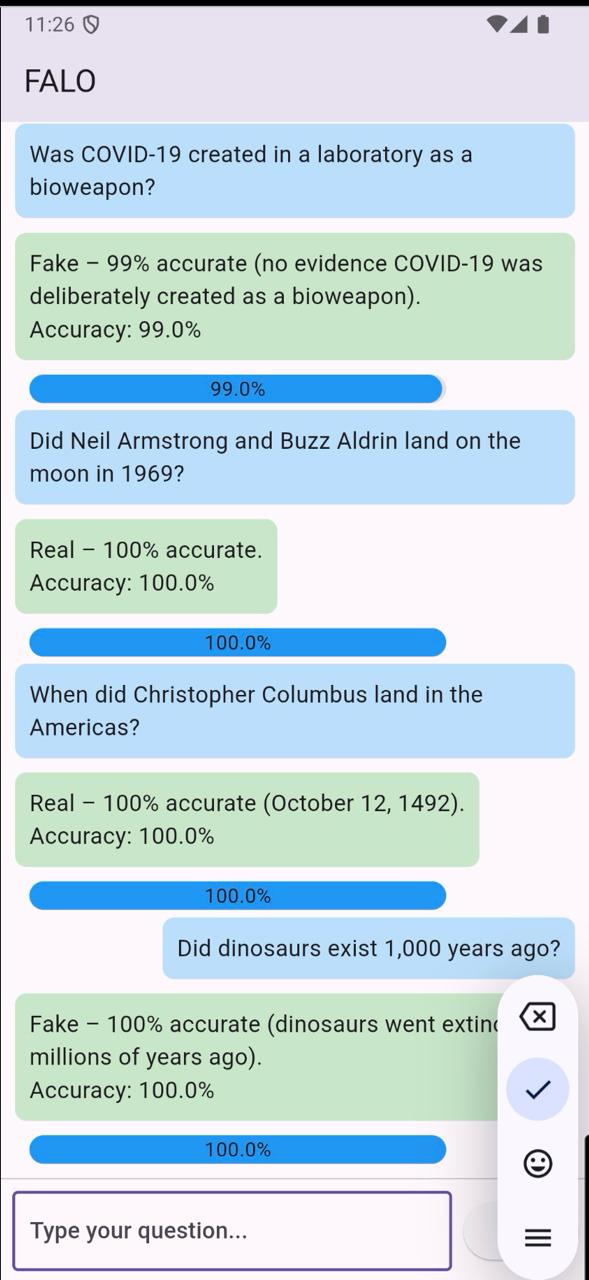 11:26
FALO
Was COVID-19 created in a laboratory as a
bioweapon?
Fake – 99% accurate (no evidence COVID-19 was
deliberately created as a bioweapon).
Accuracy: 99.0%
99.0%
Did Neil Armstrong and Buzz Aldrin land on the
moon in 1969?
Real – 100% accurate.
Accuracy: 100.0%
100.0%
When did Christopher Columbus land in the
Americas?
Real – 100% accurate (October 12, 1492).
Accuracy: 100.0%
100.0%
Did dinosaurs exist 1,000 years ago?
Fake – 100% accurate (dinosaurs went
millions of years ago).
Accuracy: 100.0%
100.0%
Type your question...